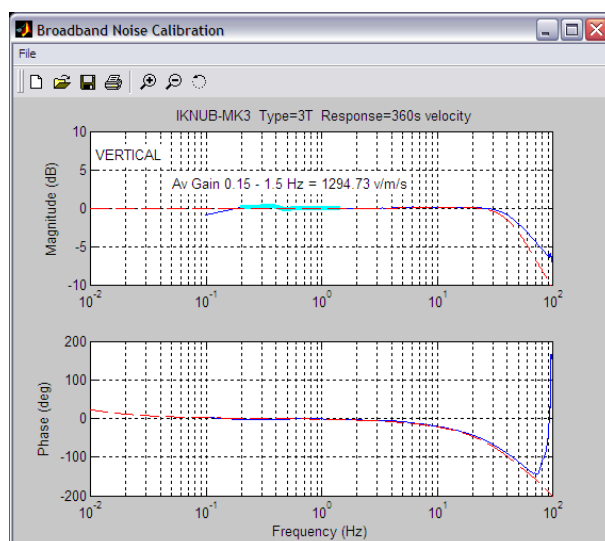 Broadband Noise Calibration
File
IKNUB-MK3 Type=3T Response=360s velocity
10
5
0
-5
-10
Magnitude (dB)
VERTICAL
Av Gain 0.15 - 1.5 Hz = 1294.73 v/m/s
10^-2
10^-1
10^0
10^1
10^2
200
100
0
-100
-200
Phase (deg)
10^-2
10^-1
10^0
10^1
10^2
Frequency (Hz)